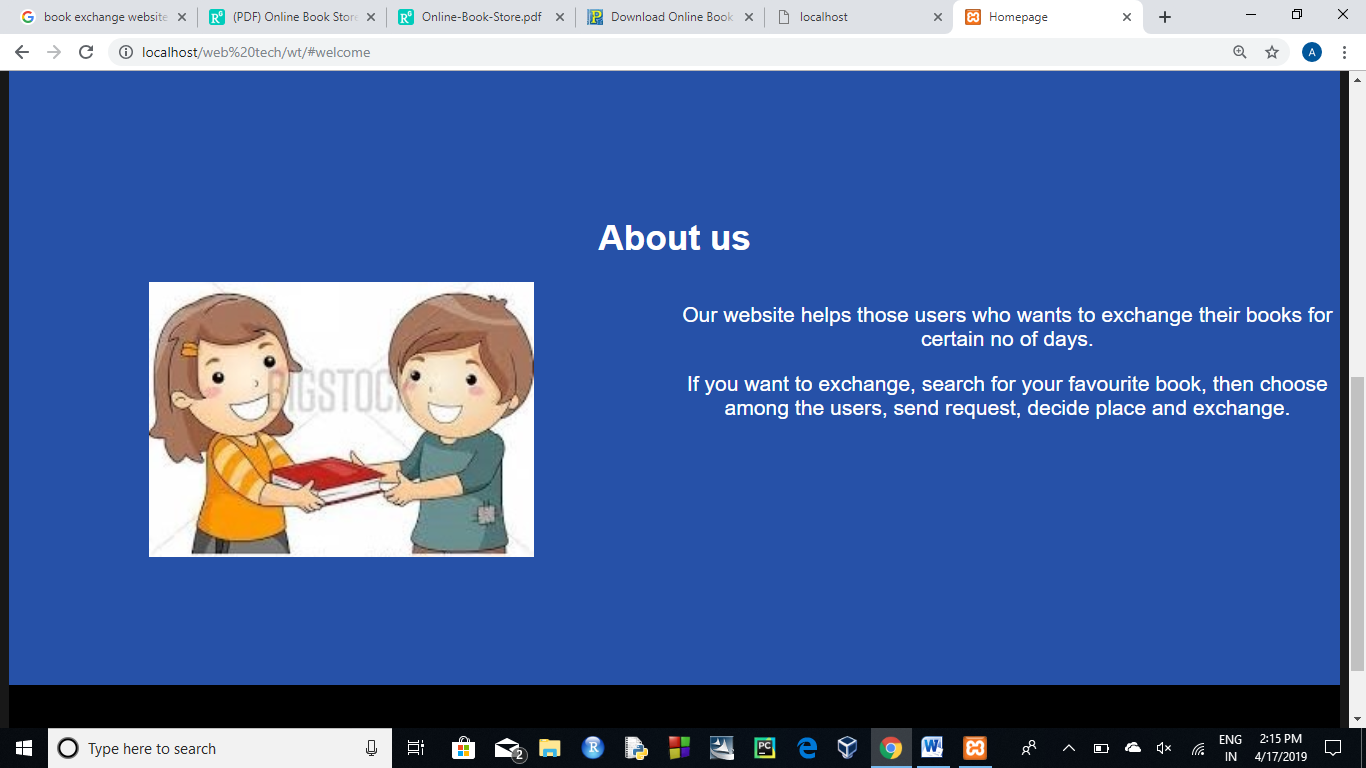 book exchange website
(PDF) Online Book Store
Online-Book-Store.pdf
Download Online Book
localhost
Homepage
localhost/web%20tech/wt/#welcome
A
About us
BIGSTOCK
Our website helps those users who wants to exchange their books for
certain no of days.
If you want to exchange, search for your favourite book, then choose
among the users, send request, decide place and exchange.
Type here to search
2
ENG
IN
2:15 PM
4/17/2019